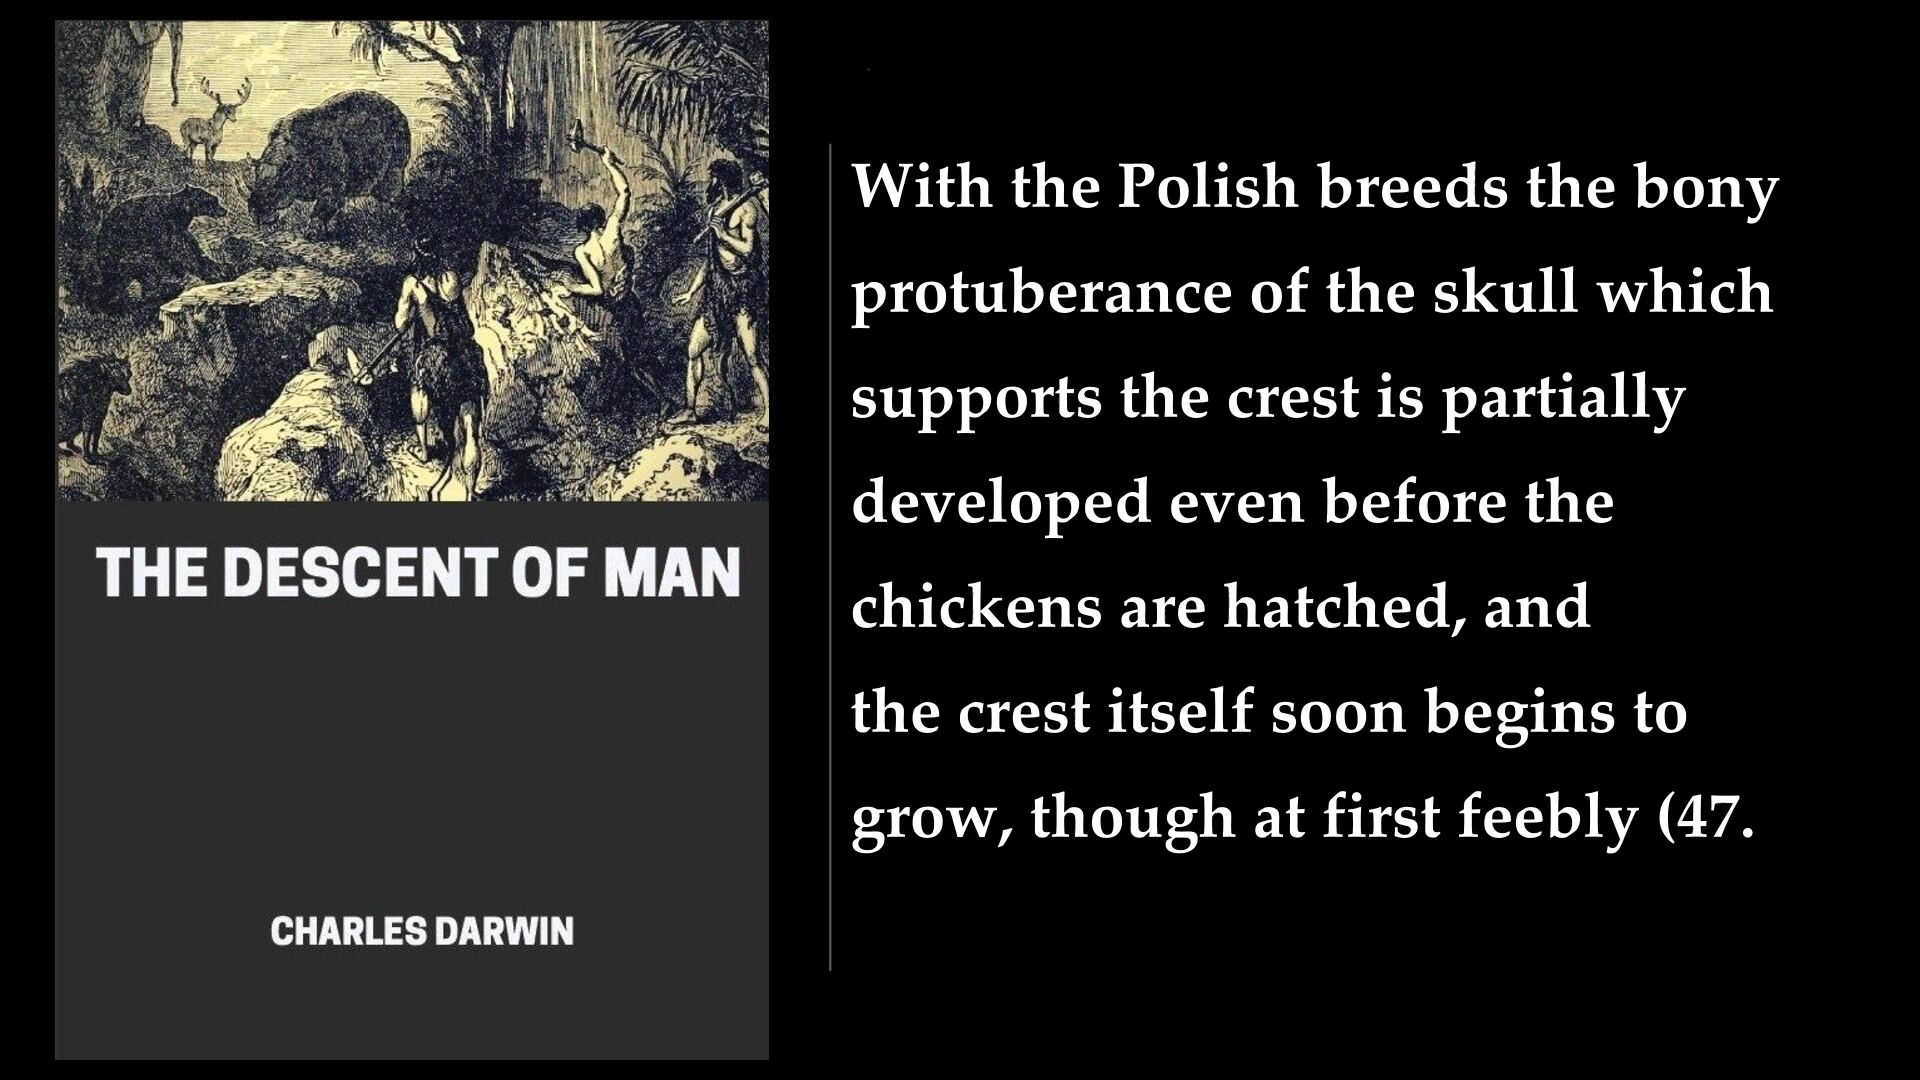 THE DESCENT OF MAN
CHARLES DARWIN
With the Polish breeds the bony
protuberance of the skull which
supports the crest is partially
developed even before the
chickens are hatched, and
the crest itself soon begins to
grow, though at first feebly (47.